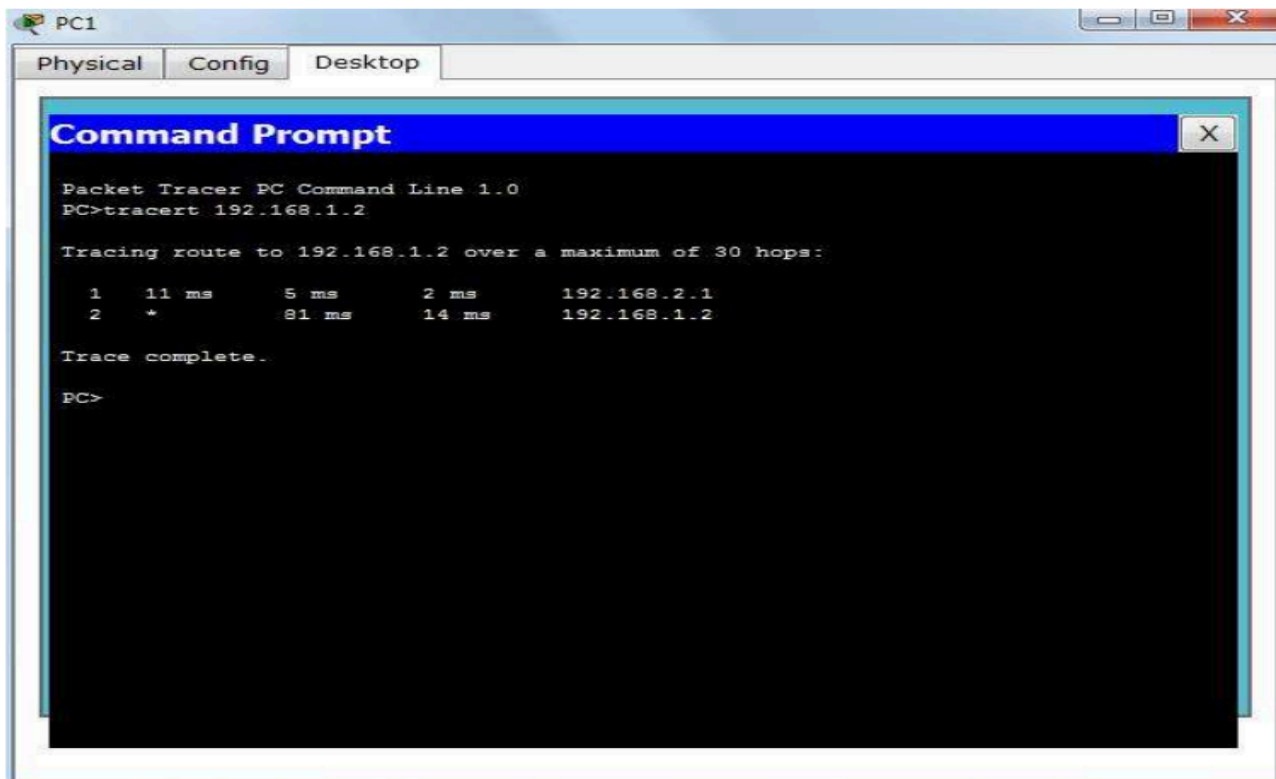 PC1
Physical Config Desktop
Command Prompt X
Packet Tracer PC Command Line 1.0
PC>tracert 192.168.1.2
Tracing route to 192.168.1.2 over a maximum of 30 hops:
1 11 ms 5 ms 2 ms 192.168.2.1
2 * 81 ms 14 ms 192.168.1.2
Trace complete.
PC>